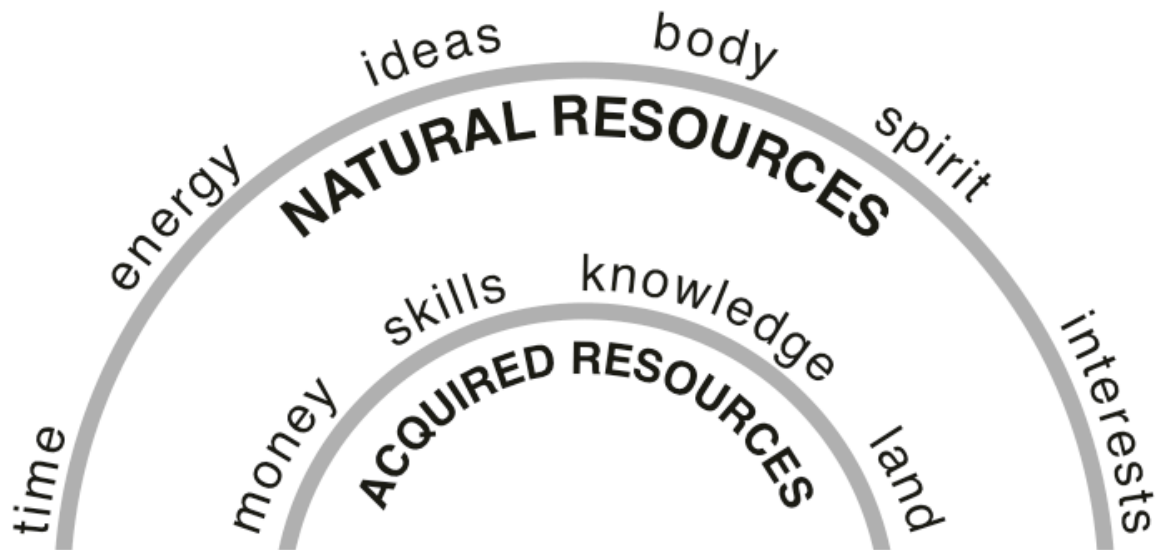 time
energy
ideas
body
spirit
interests
NATURAL RESOURCES
money
skills
knowledge
land
ACQUIRED RESOURCES